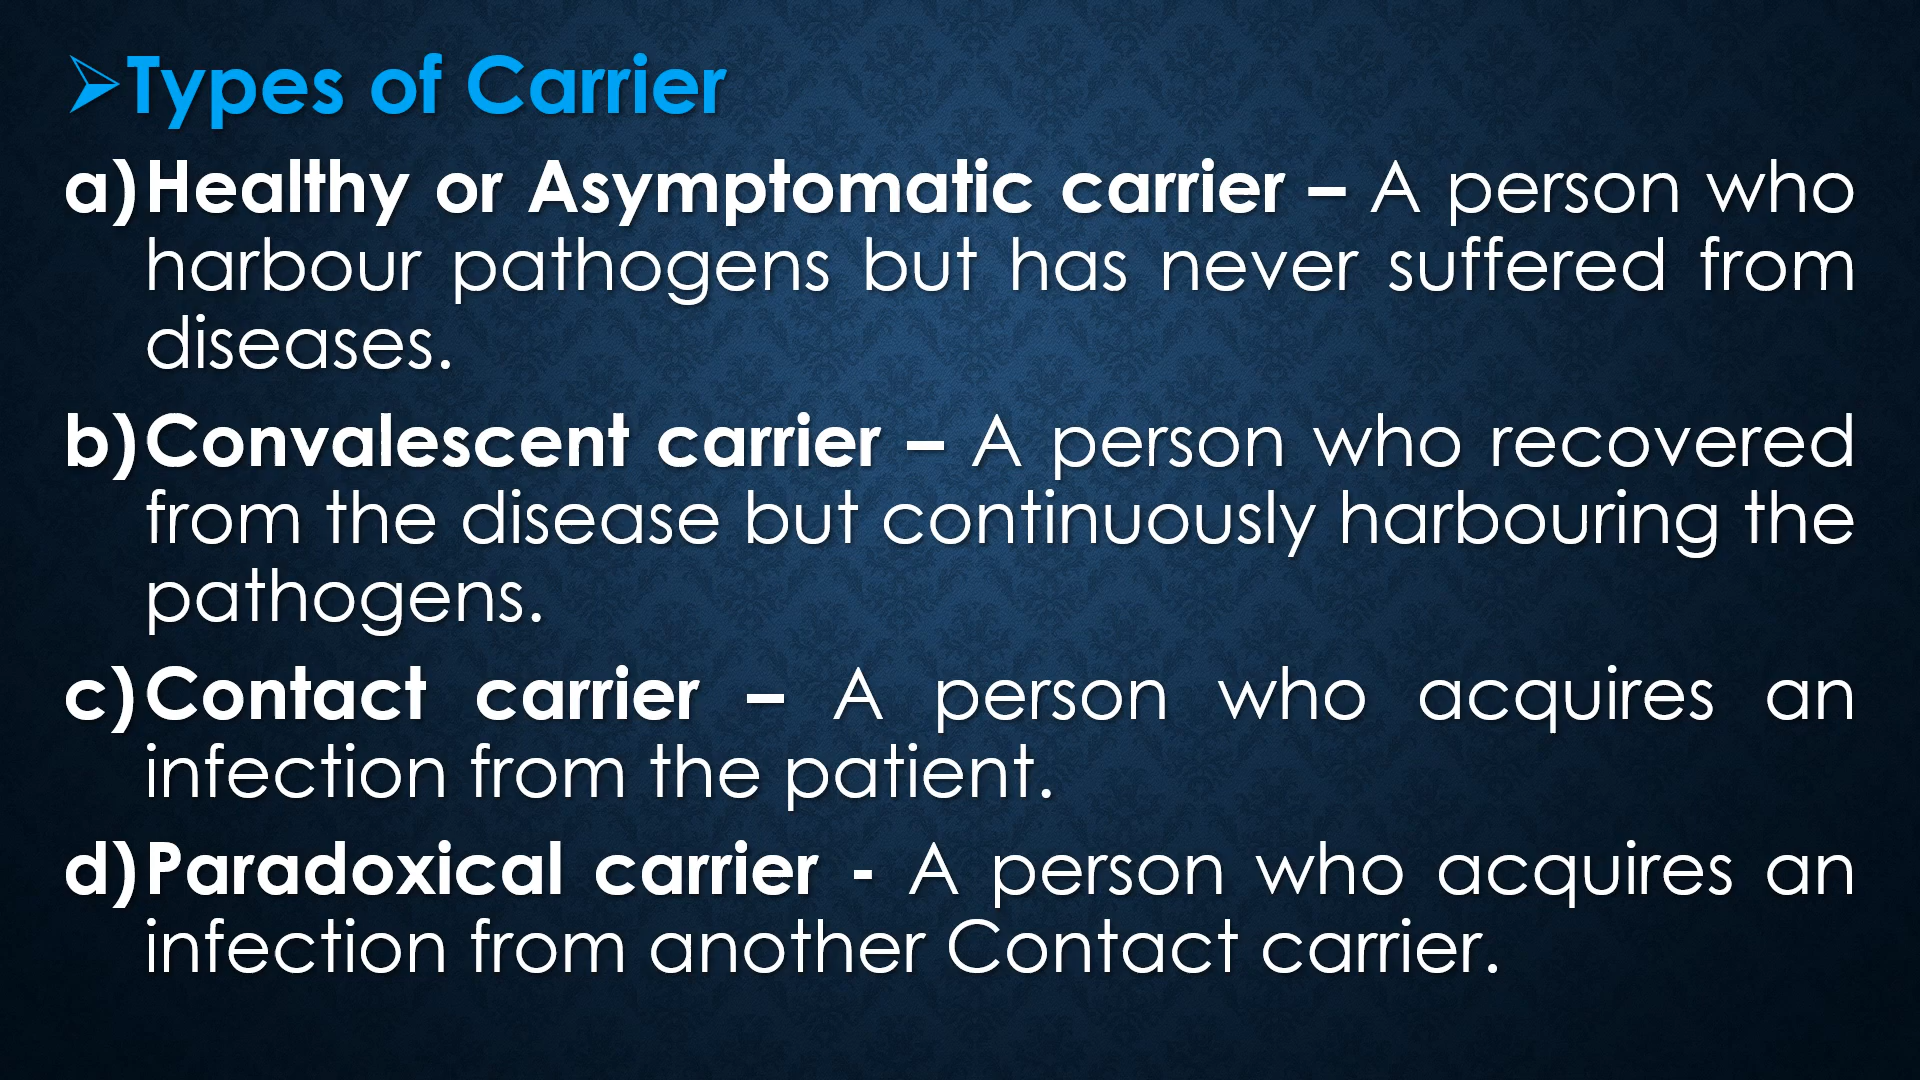 ➢Types of Carrier
a) Healthy or Asymptomatic carrier – A person who
harbour pathogens but has never suffered from
diseases.
b) Convalescent carrier – A person who recovered
from the disease but continuously harbouring the
pathogens.
c) Contact carrier – A person who acquires an
infection from the patient.
d) Paradoxical carrier - A person who acquires an
infection from another Contact carrier.